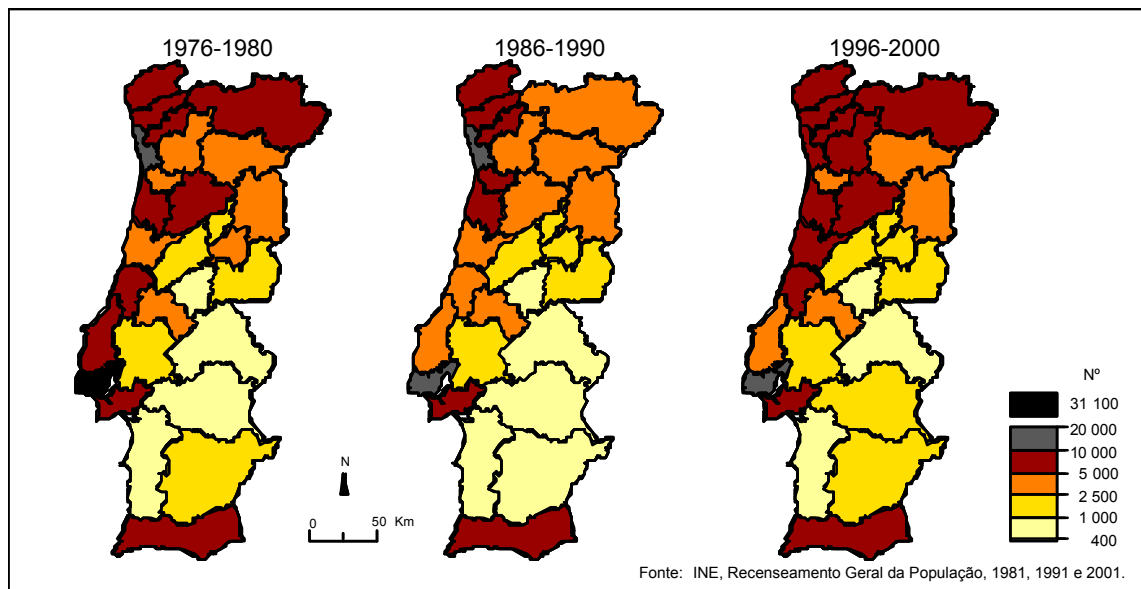 1976-1980
1986-1990
1996-2000
Nº
31 100
20 000
10 000
5 000
2 500
1 000
400
N
0 50 Km
Fonte: INE, Recenseamento Geral da População, 1981, 1991 e 2001.